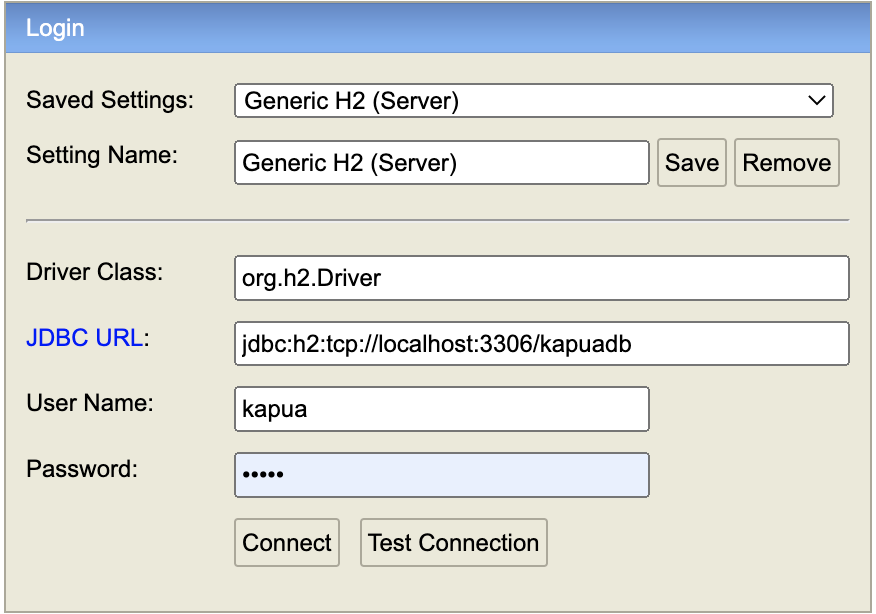 Login
Saved Settings: Generic H2 (Server)
Setting Name: Generic H2 (Server) Save Remove
Driver Class: org.h2.Driver
JDBC URL: jdbc:h2:tcp://localhost:3306/kapuadb
User Name: kapua
Password: •••••
Connect Test Connection